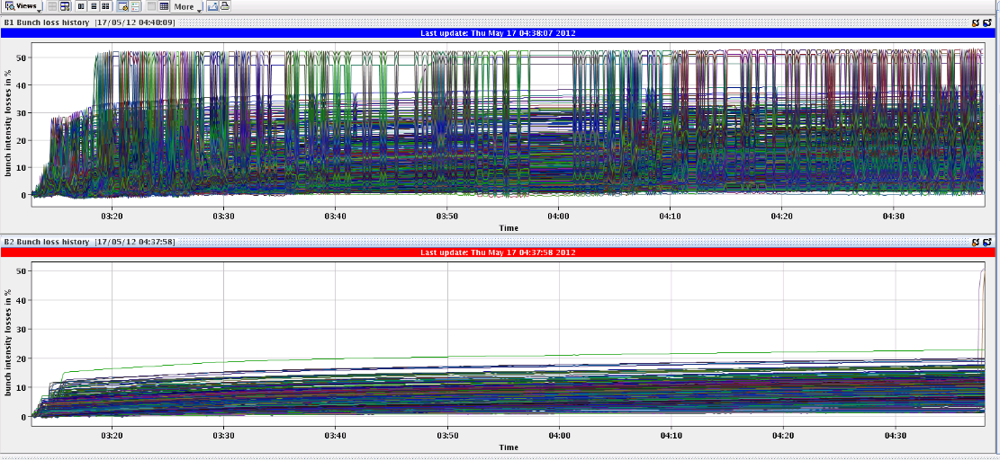 Views
More
B1 Bunch loss history [17/05/12 04:40:09]
Last update: Thu May 17 04:38:07 2012
bunch intensity losses in %
50
40
30
20
10
0
03:20 03:30 03:40 03:50 04:00 04:10 04:20 04:30
Time
B2 Bunch loss history [17/05/12 04:37:58]
Last update: Thu May 17 04:37:58 2012
bunch intensity losses in %
50
40
30
20
10
0
03:20 03:30 03:40 03:50 04:00 04:10 04:20 04:30
Time